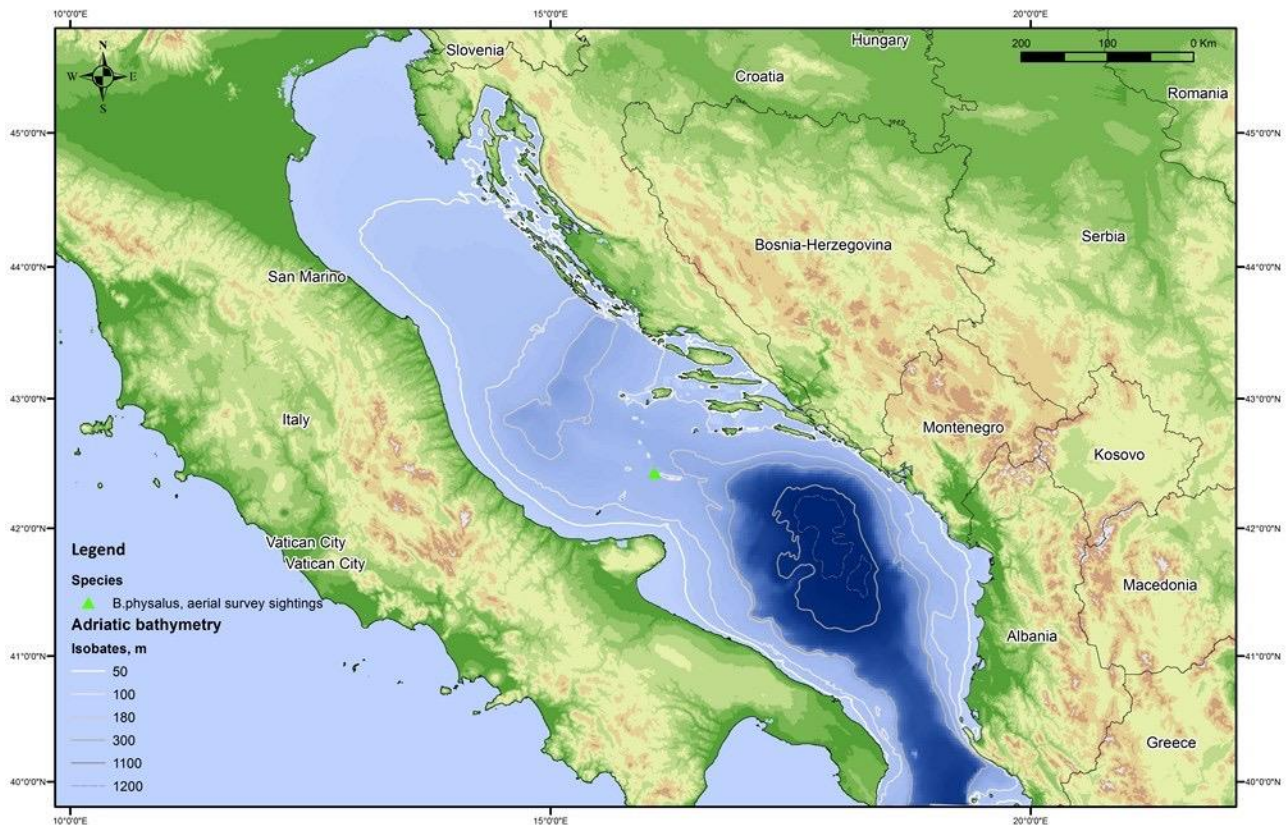 10°0'0"E 15°0'0"E 20°0'0"E
Slovenia
Hungary
200 100 0 Km
N
W E
S
Croatia
Romania
45°0'0"N 45°0'0"N
Bosnia-Herzegovina
Serbia
44°0'0"N 44°0'0"N
San Marino
43°0'0"N 43°0'0"N
Italy
Montenegro
Kosovo
42°0'0"N 42°0'0"N
Vatican City
Vatican City
Macedonia
Albania
41°0'0"N 41°0'0"N
Greece
40°0'0"N 40°0'0"N
Legend
Species
B.physalus, aerial survey sightings
Adriatic bathymetry
Isobates, m
50
100
180
300
1100
1200
10°0'0"E 15°0'0"E 20°0'0"E